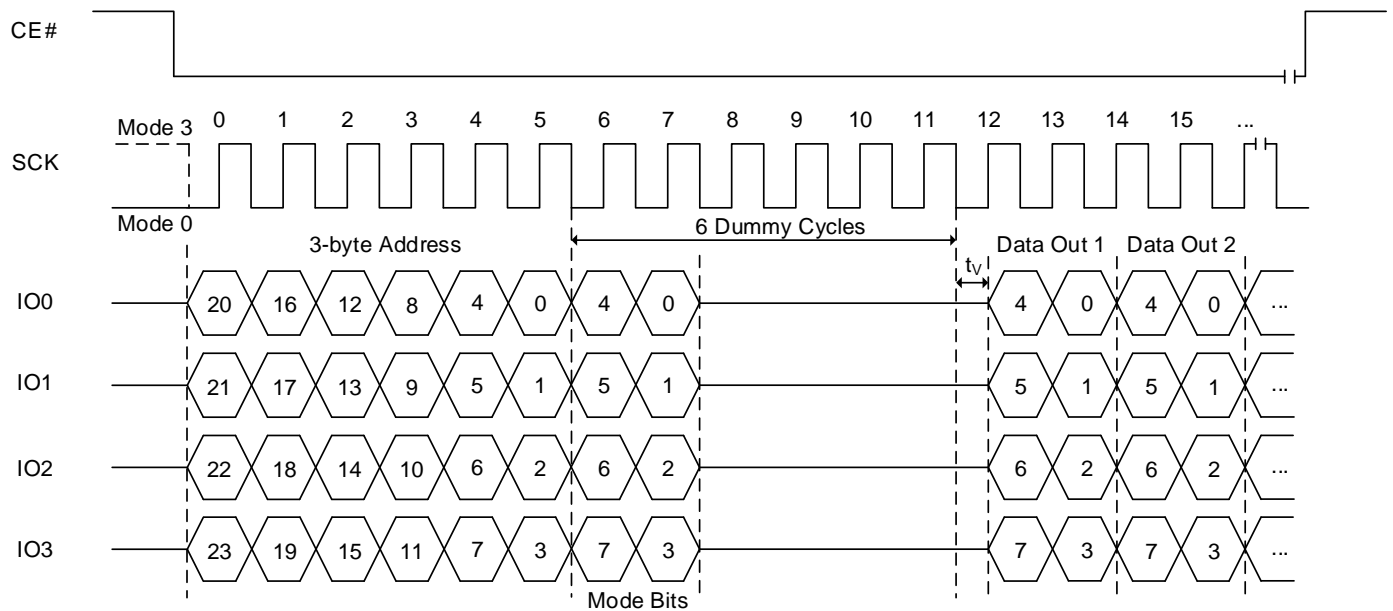 CE#
Mode 3 0 1 2 3 4 5 6 7 8 9 10 11 12 13 14 15 ...
SCK
Mode 0
3-byte Address 6 Dummy Cycles Data Out 1 Data Out 2
tV
IO0 20 16 12 8 4 0 4 0 4 0 4 0 ...
IO1 21 17 13 9 5 1 5 1 5 1 5 1 ...
IO2 22 18 14 10 6 2 6 2 6 2 6 2 ...
IO3 23 19 15 11 7 3 7 3 7 3 7 3 ...
Mode Bits